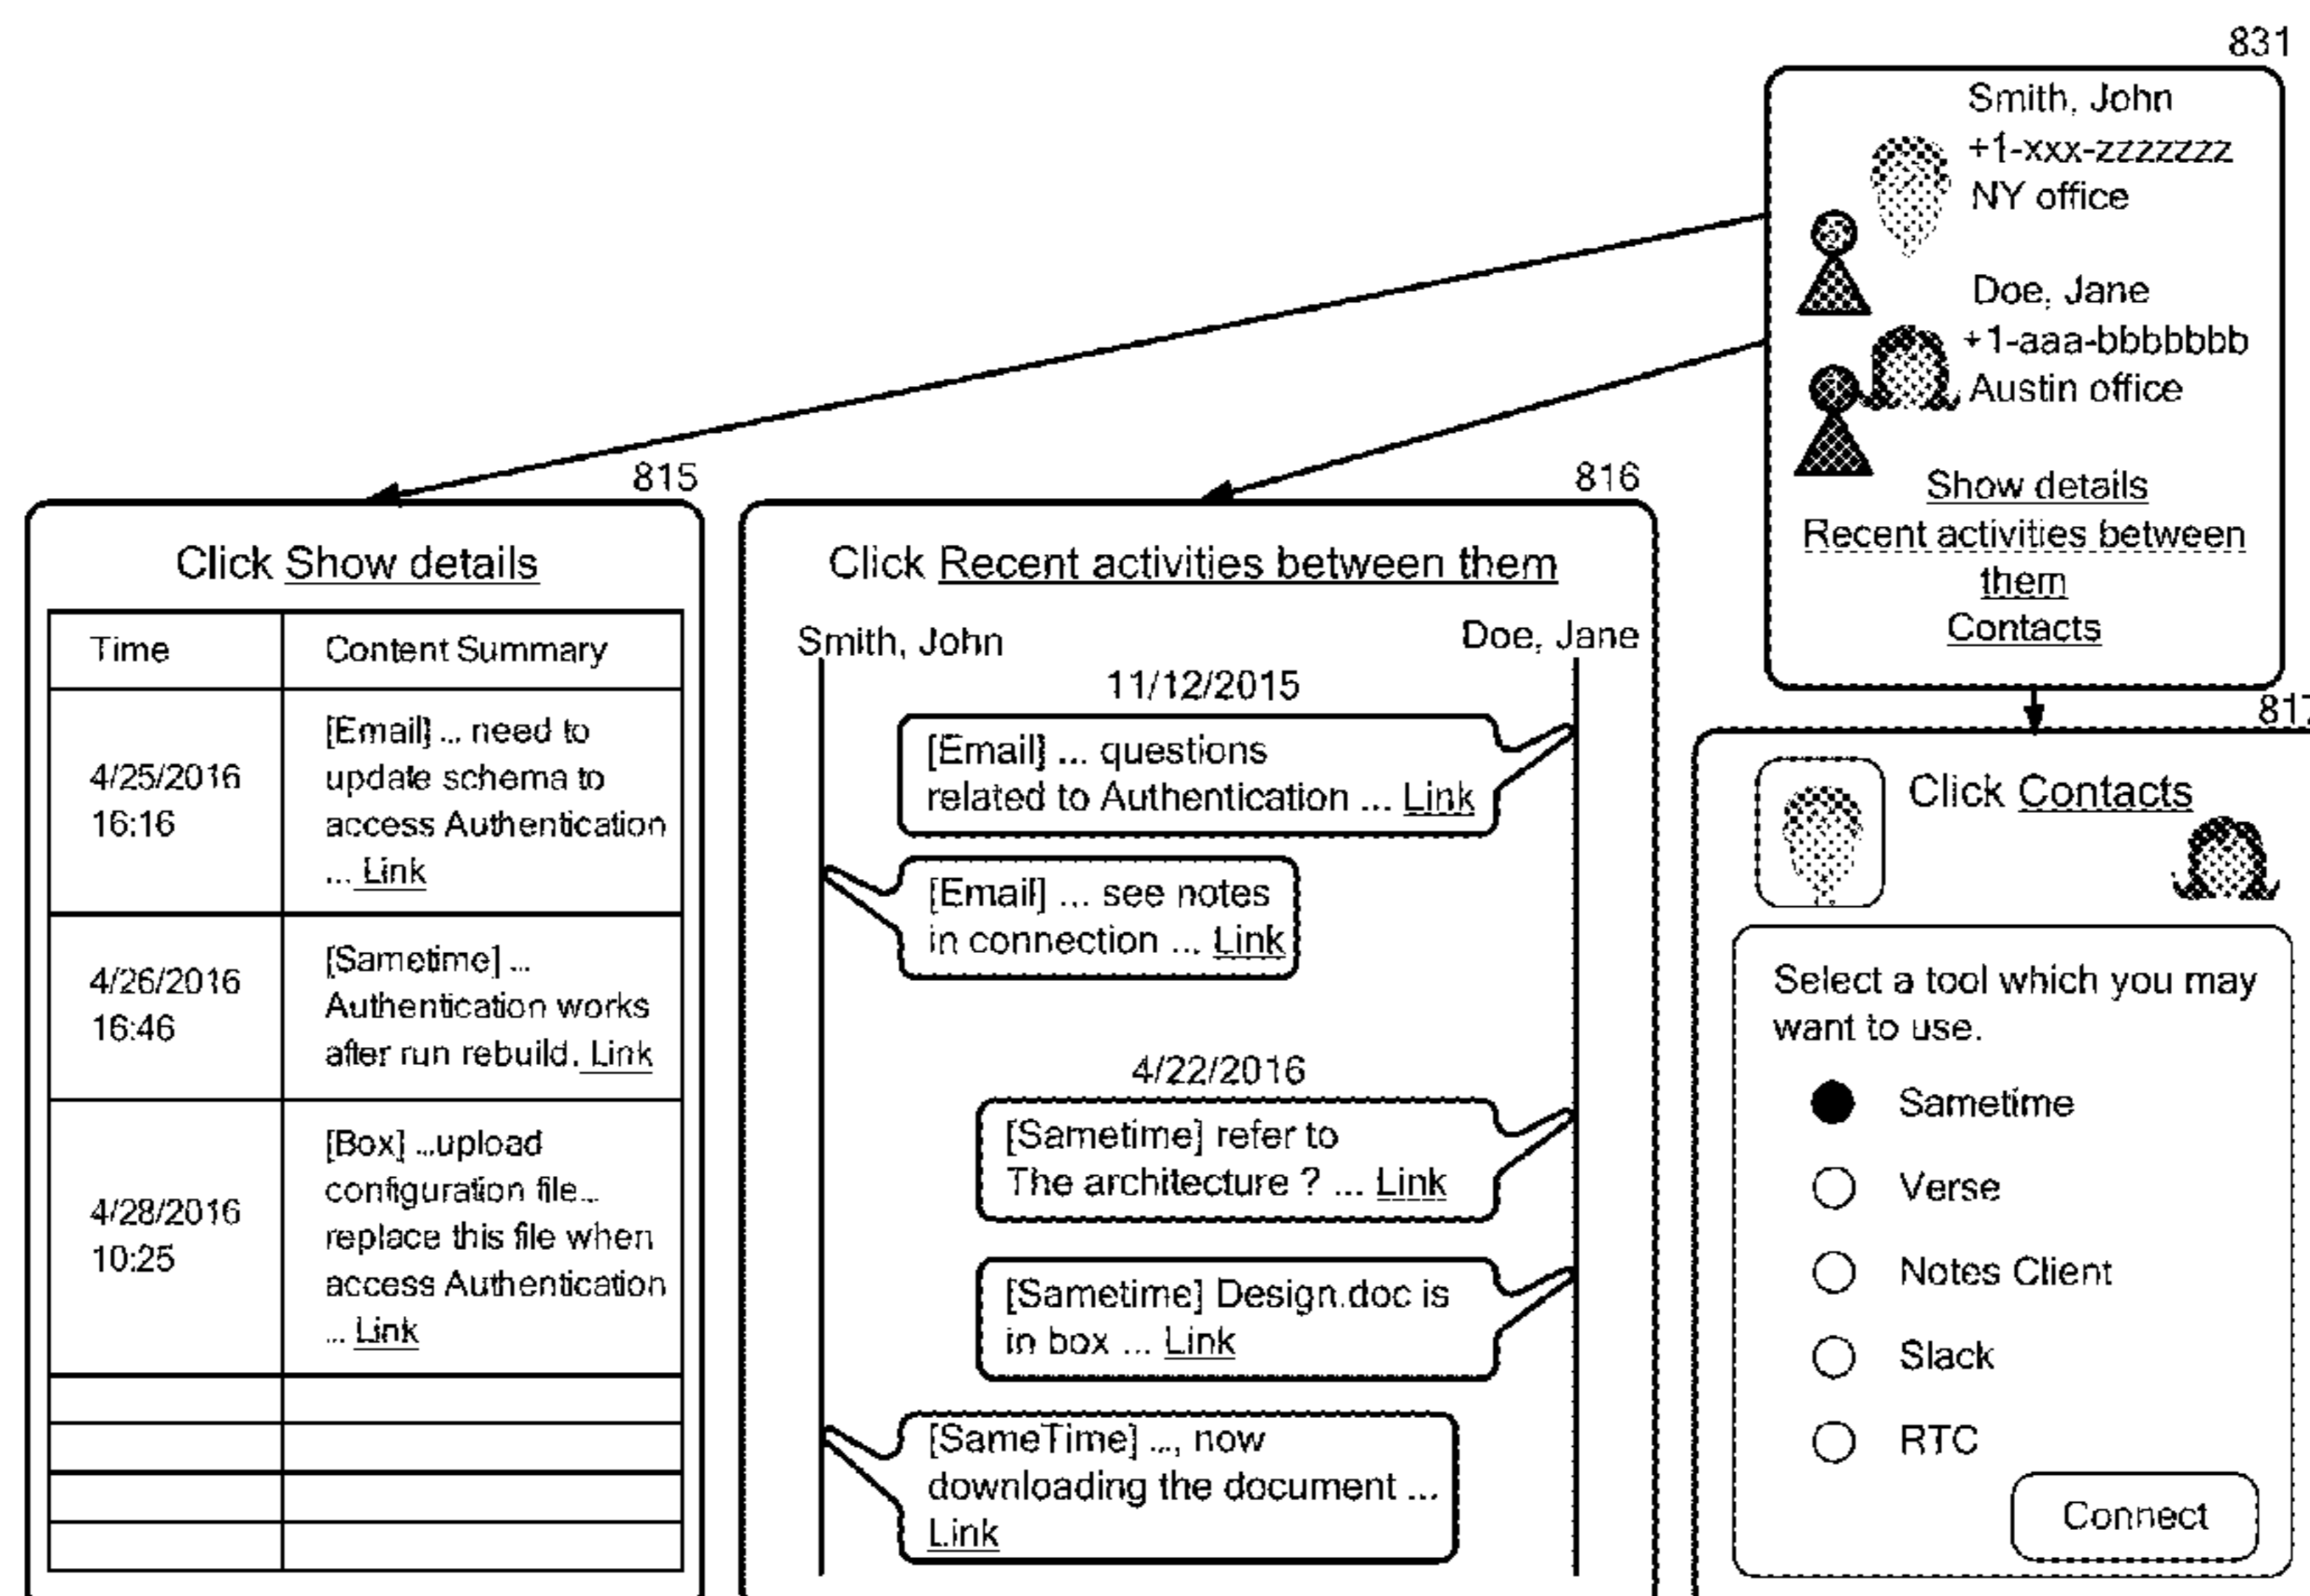 831
Smith, John
+1-xxx-zzzzzzz
NY office
Doe, Jane
+1-aaa-bbbbbbb
Austin office
Show details
Recent activities between
them
Contacts
815
Click Show details
Time
Content Summary
4/25/2016
16:16
[Email] ... need to
update schema to
access Authentication
... Link
4/26/2016
16:46
[Sametime] ...
Authentication works
after run rebuild. Link
4/28/2016
10:25
[Box] ...upload
configuration file...
replace this file when
access Authentication
... Link
816
Click Recent activities between them
Smith, John
Doe, Jane
11/12/2015
[Email] ... questions
related to Authentication ... Link
[Email] ... see notes
in connection ... Link
4/22/2016
[Sametime] refer to
The architecture ? ... Link
[Sametime] Design.doc is
in box ... Link
[SameTime] ..., now
downloading the document ...
Link
817
Click Contacts
Select a tool which you may
want to use.
Sametime
Verse
Notes Client
Slack
RTC
Connect